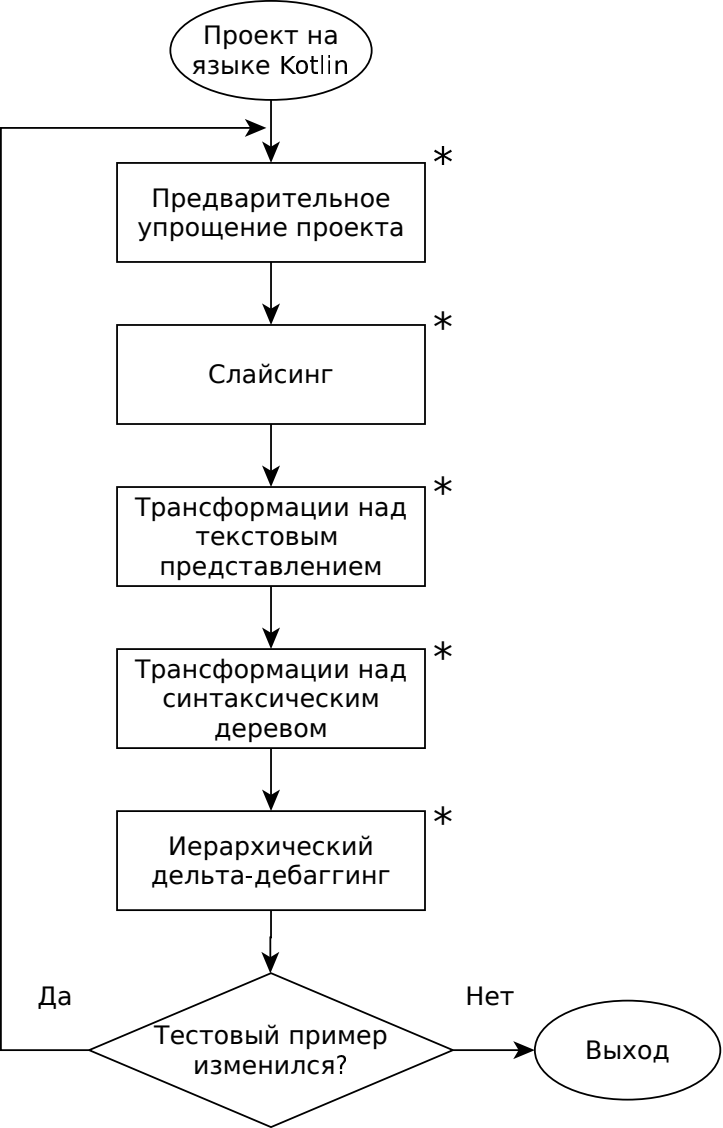 Проект на
языке Kotlin
*
Предварительное
упрощение проекта
*
Слайсинг
*
Трансформации над
текстовым
представлением
*
Трансформации над
синтаксическим
деревом
*
Иерархический
дельта-дебаггинг
Да
Нет
Тестовый пример
изменился?
Выход